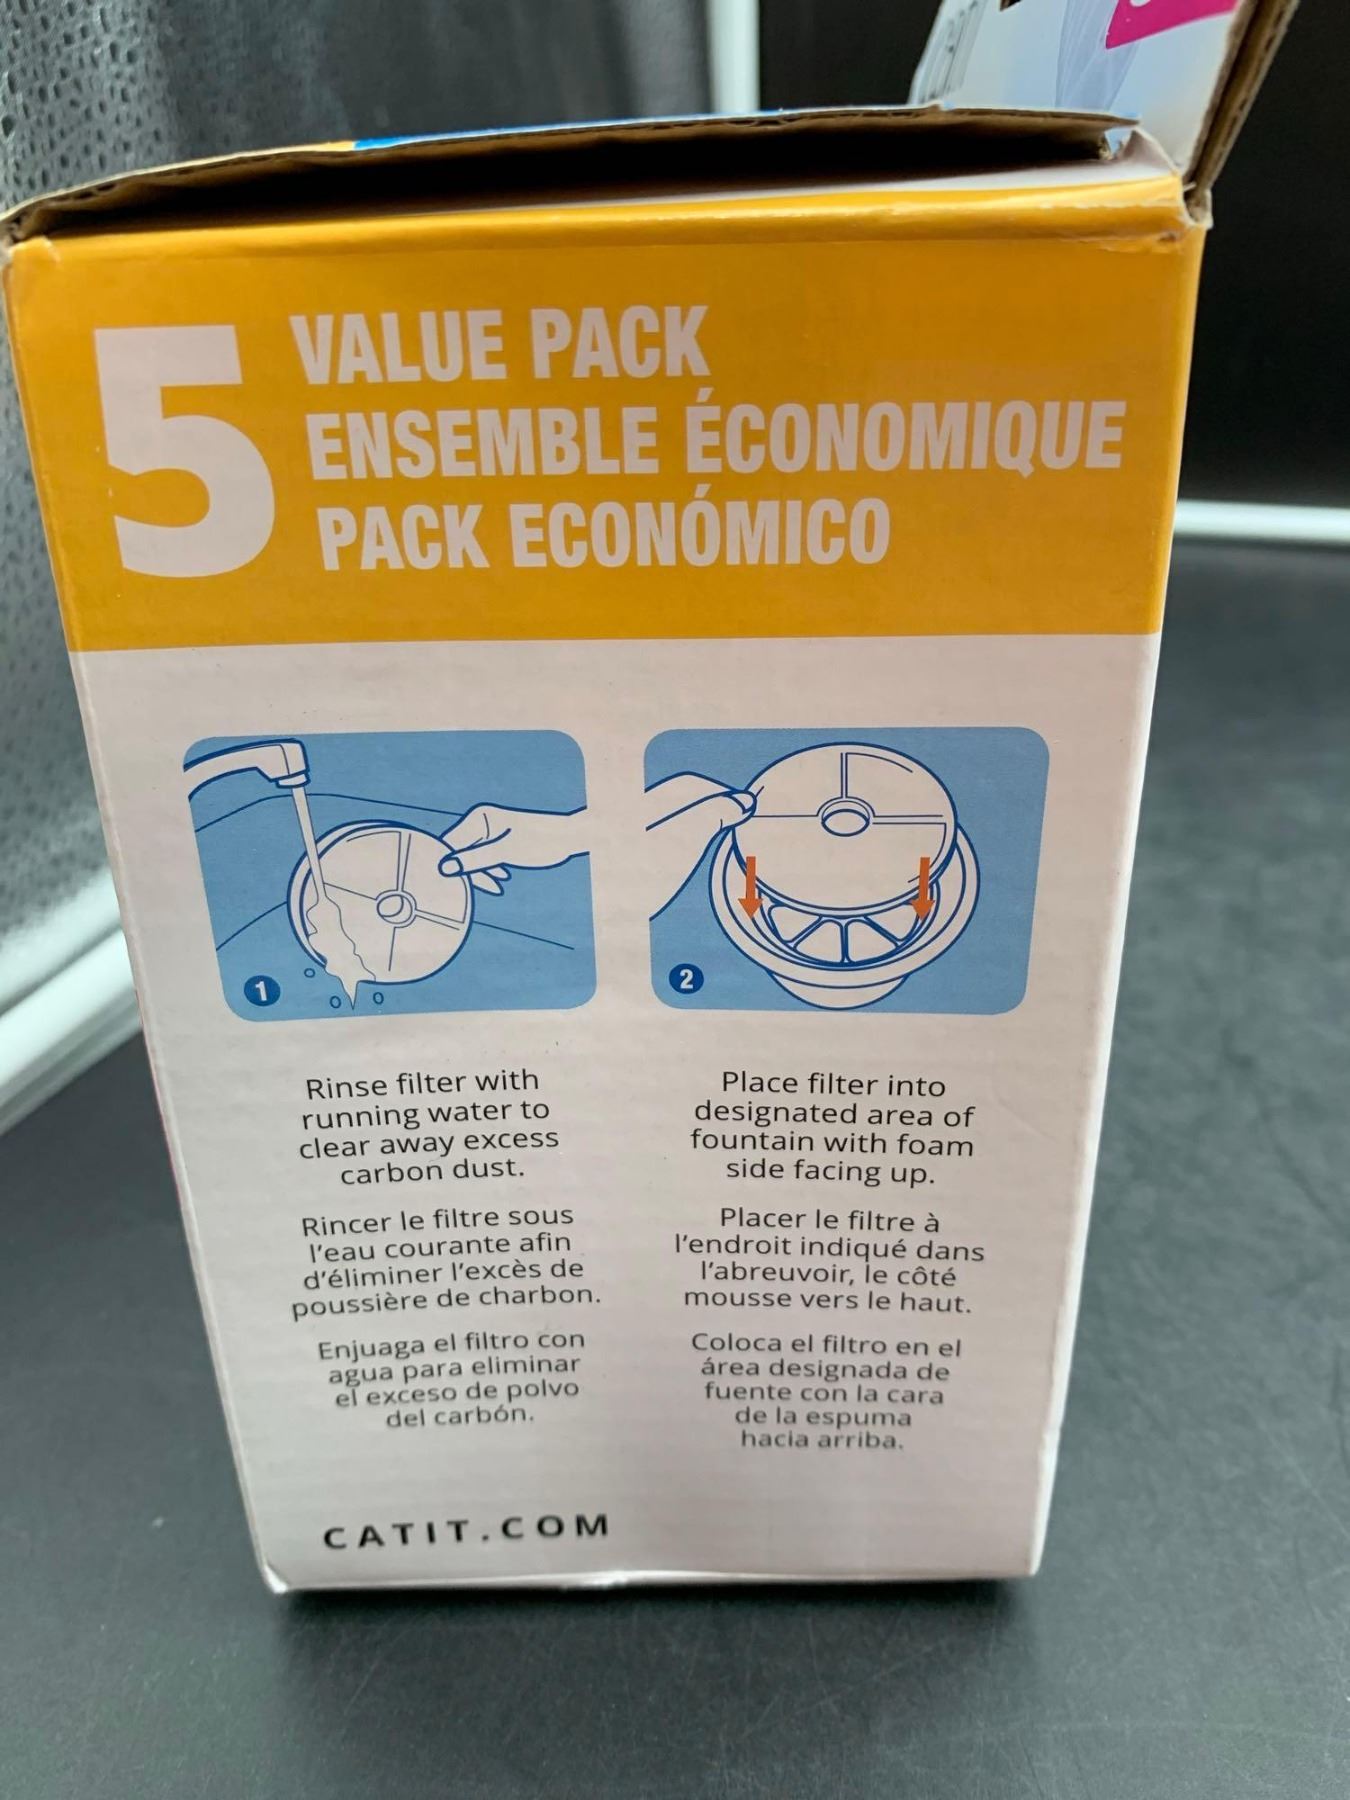 5
VALUE PACK
ENSEMBLE ÉCONOMIQUE
PACK ECONÓMICO
1
2
Rinse filter with
running water to
clear away excess
carbon dust.
Rincer le filtre sous
l'eau courante afin
d'éliminer l'excès de
poussière de charbon.
Enjuaga el filtro con
agua para eliminar
el exceso de polvo
del carbón.
Place filter into
designated area of
fountain with foam
side facing up.
Placer le filtre à
l'endroit indiqué dans
l'abreuvoir, le côté
mousse vers le haut.
Coloca el filtro en el
área designada de
fuente con la cara
de la espuma
hacia arriba.
CATIT.COM